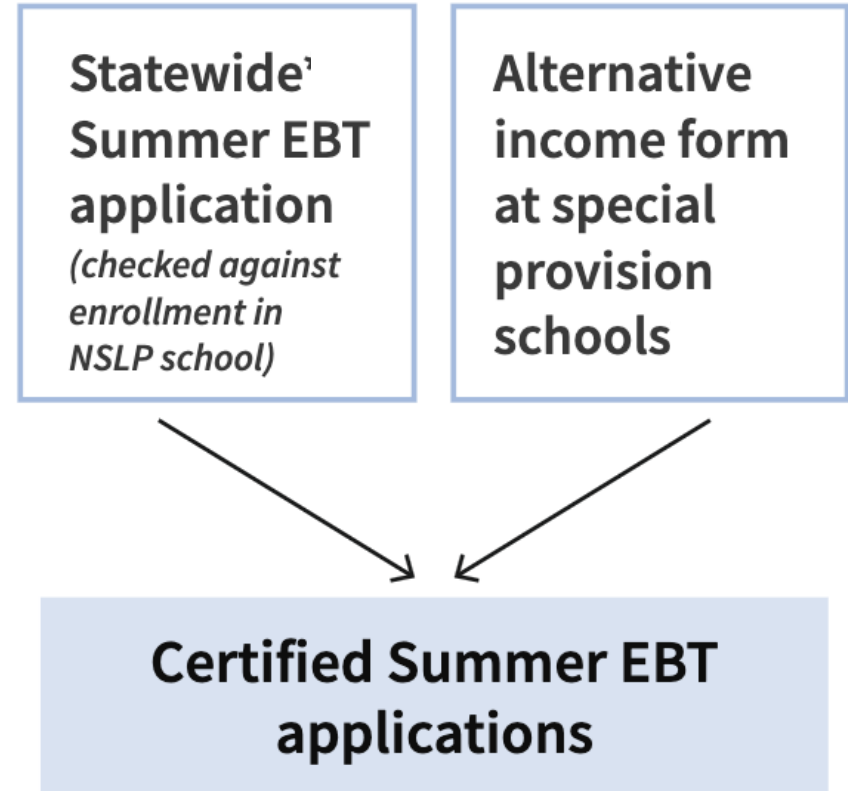 Statewide*
Summer EBT
application
(checked against
enrollment in
NSLP school)
Alternative
income form
at special
provision
schools
Certified Summer EBT
applications